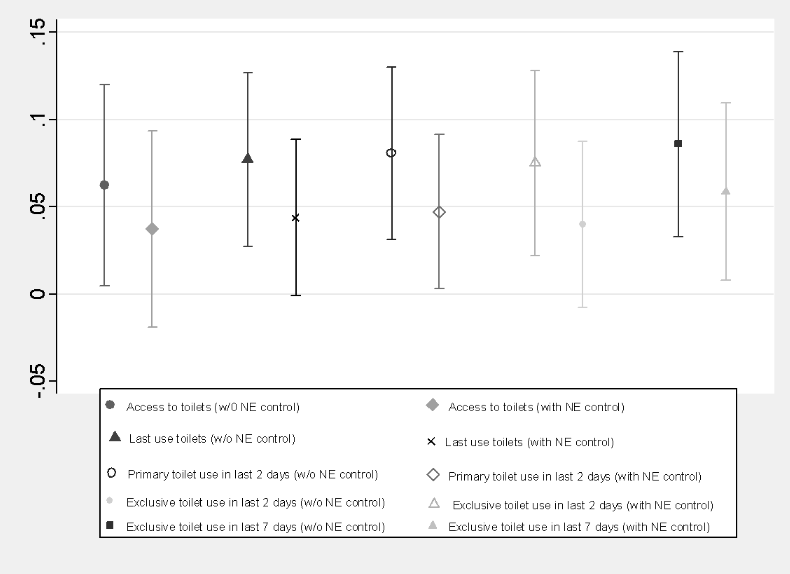 .15
.1
.05
0
-.05
Access to toilets (w/0 NE control)
Access to toilets (with NE control)
Last use toilets (w/o NE control)
Last use toilets (with NE control)
Primary toilet use in last 2 days (w/o NE control)
Primary toilet use in last 2 days (with NE control)
Exclusive toilet use in last 2 days (w/o NE control)
Exclusive toilet use in last 2 days (with NE control)
Exclusive toilet use in last 7 days (w/o NE control)
Exclusive toilet use in last 7 days (with NE control)